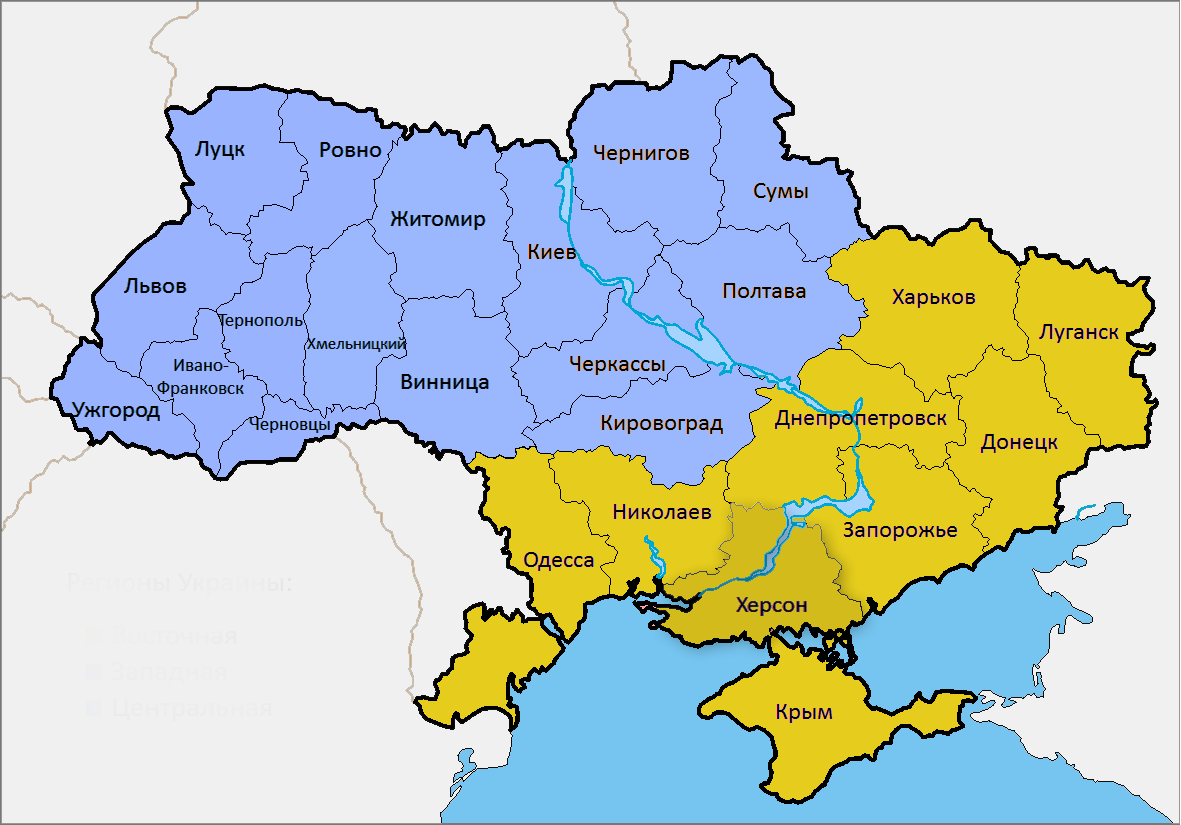 Луцк
Ровно
Чернигов
Сумы
Житомир
Киев
Львов
Тернополь
Хмельницкий
Полтава
Харьков
Луганск
Ивано-
Франковск
Черкассы
Винница
Ужгород
Черновцы
Кировоград
Днепропетровск
Донецк
Николаев
Запорожье
Одесса
Херсон
Крым
Регионы Украины:
Восточная
Западная
Центральная